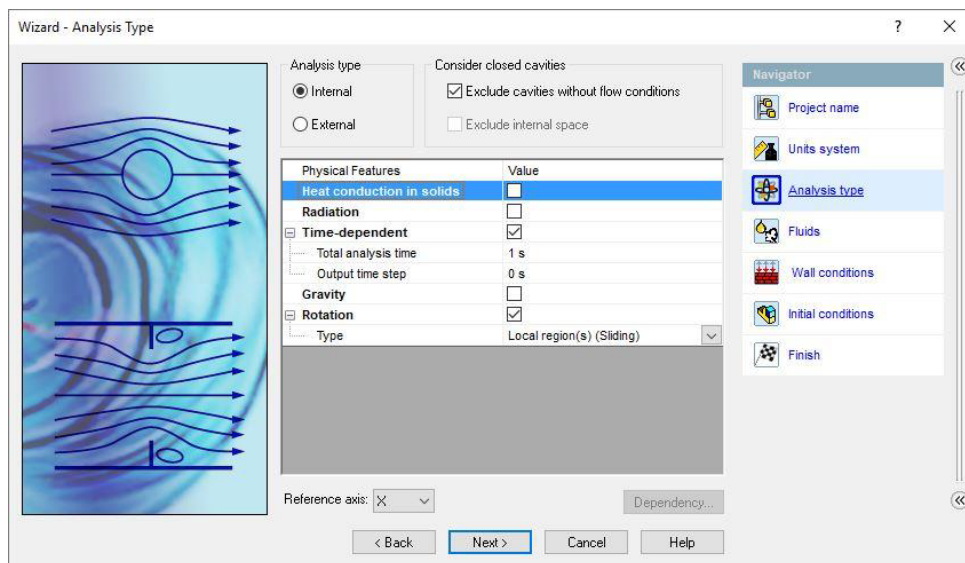 Wizard - Analysis Type
?
Analysis type
Internal
External
Consider closed cavities
Exclude cavities without flow conditions
Exclude internal space
Physical Features Value
Heat conduction in solids
Radiation
Time-dependent
Total analysis time 1 s
Output time step 0 s
Gravity
Rotation
Type Local region(s) (Sliding)
Reference axis: X
Dependency...
< Back Next > Cancel Help
Navigator
Project name
Units system
Analysis type
Fluids
Wall conditions
Initial conditions
Finish